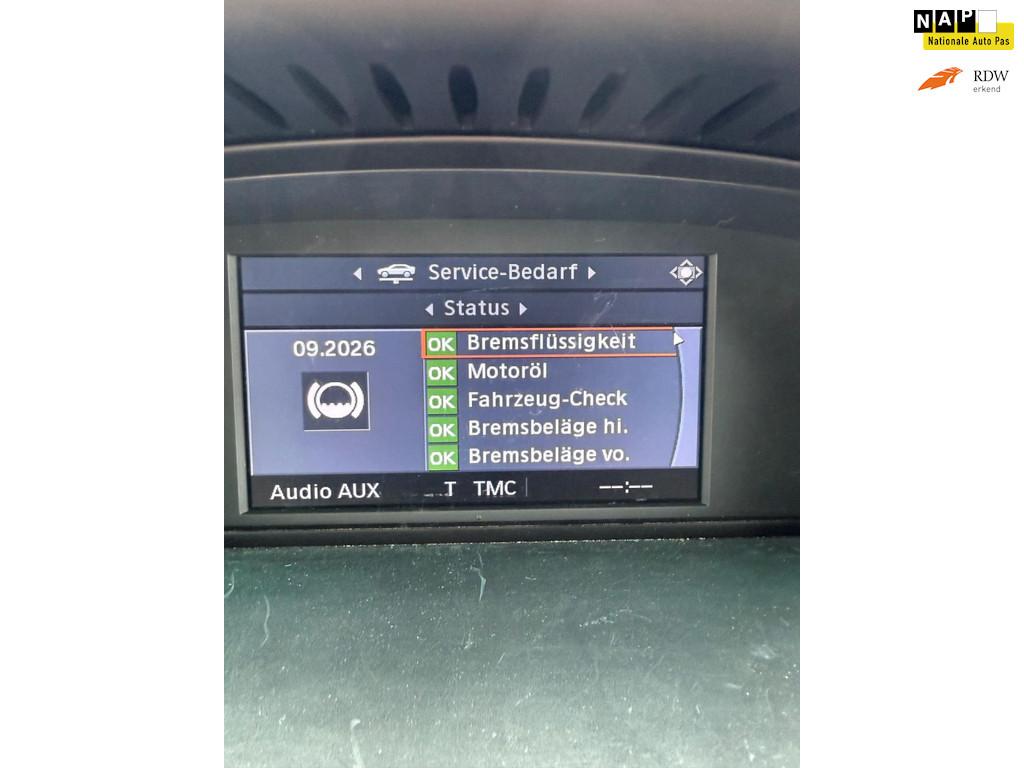 NAP
Nationale Auto Pas
RDW
erkend
Service-Bedarf
Status
09.2026
OK Bremsflüssigkeit
OK Motoröl
OK Fahrzeug-Check
OK Bremsbeläge hi.
OK Bremsbeläge vo.
Audio AUX T TMC --:--